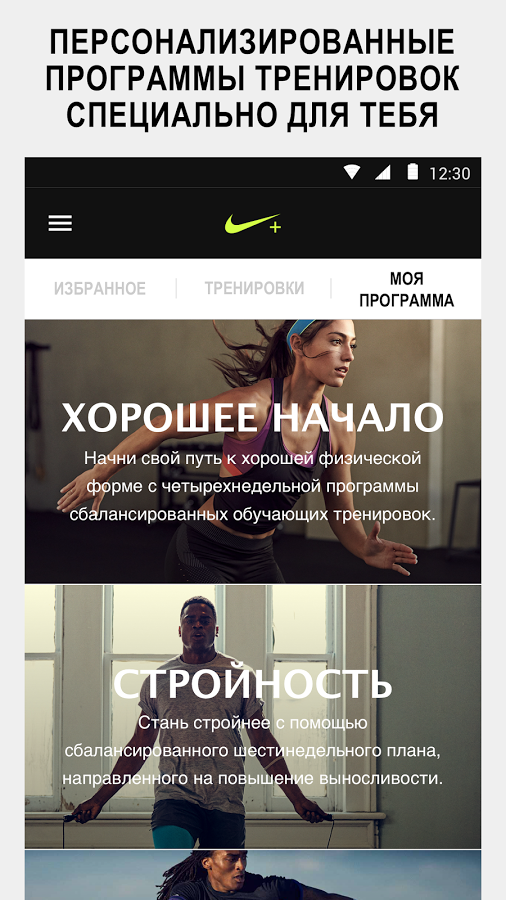 ПЕРСОНАЛИЗИРОВАННЫЕ
ПРОГРАММЫ ТРЕНИРОВОК
СПЕЦИАЛЬНО ДЛЯ ТЕБЯ
12:30
ИЗБРАННОЕ
ТРЕНИРОВКИ
МОЯ
ПРОГРАММА
ХОРОШЕЕ НАЧАЛО
Начни свой путь к хорошей физической
форме с четырехнедельной программы
сбалансированных обучающих тренировок.
СТРОЙНОСТЬ
Стань стройнее с помощью
сбалансированного шестинедельного плана,
направленного на повышение выносливости.